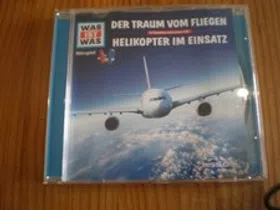 WAS
IST
WAS
Hörspiel
DER TRAUM VOM FLIEGEN
HELIKOPTER IM EINSATZ